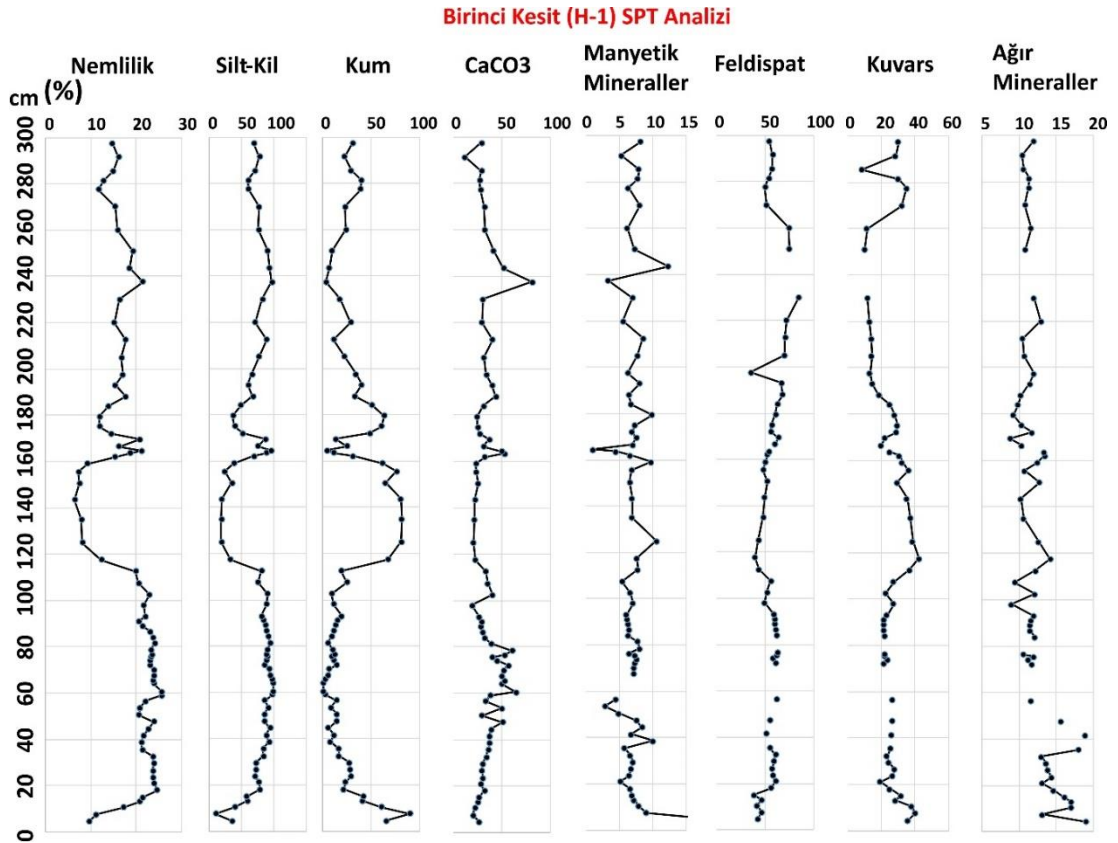 Birinci Kesit (H-1) SPT Analizi
Nemlilik
Silt-Kil
Kum
CaCO3
Manyetik
Mineraller
Feldispat
Kuvars
Ağır
Mineraller
cm (%)
0 10 20 30
0 50 100
0 50 100
0 50 100
0 5 10 15
0 50 100
0 20 40 60
5 10 15 20
300
280
260
240
220
200
180
160
140
120
100
80
60
40
20
0